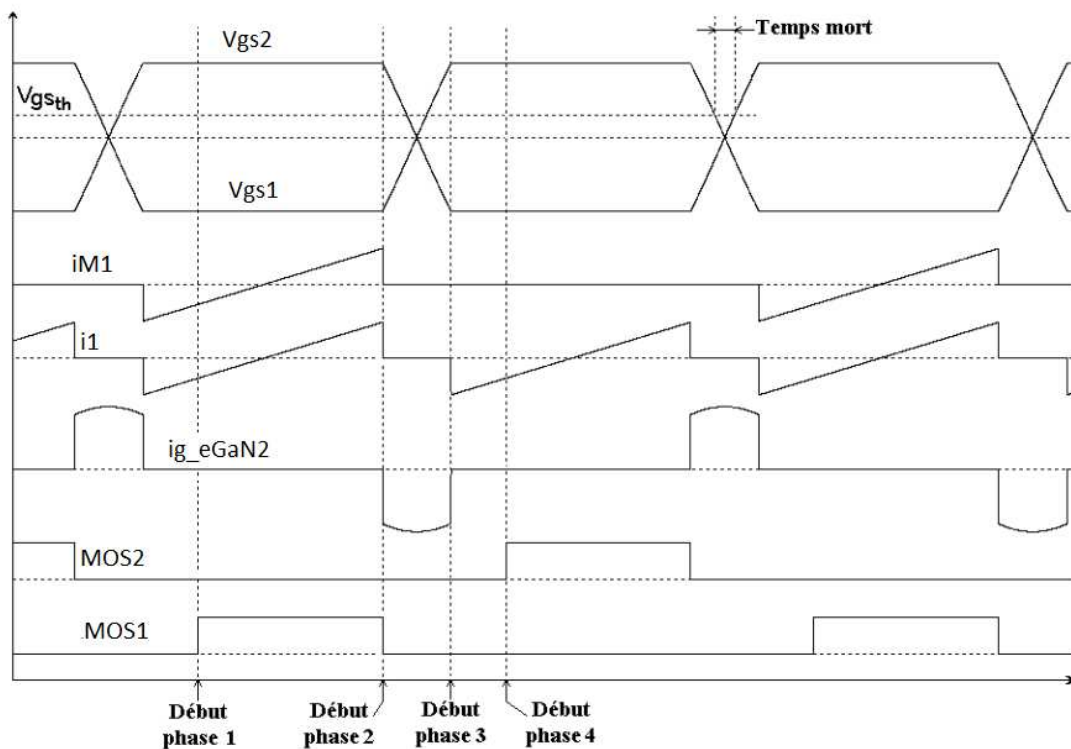 Vgs2
Temps mort
Vgsth
Vgs1
iM1
i1
ig_eGaN2
MOS2
.MOS1
Début
phase 1
Début
phase 2
Début
phase 3
Début
phase 4